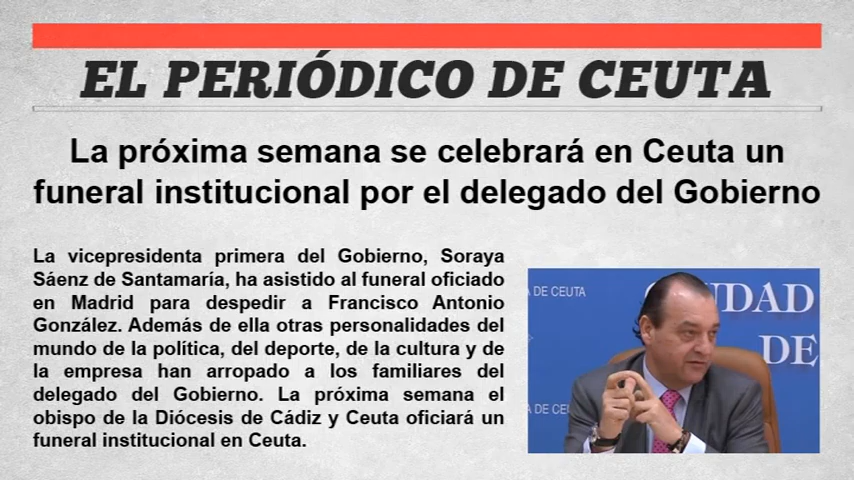 EL PERIÓDICO DE CEUTA
La próxima semana se celebrará en Ceuta un
funeral institucional por el delegado del Gobierno
La vicepresidenta primera del Gobierno, Soraya
Sáenz de Santamaría, ha asistido al funeral oficiado
en Madrid para despedir a Francisco Antonio
González. Además de ella otras personalidades del
mundo de la política, del deporte, de la cultura y de
la empresa han arropado a los familiares del
delegado del Gobierno. La próxima semana el
obispo de la Diócesis de Cádiz y Ceuta oficiará un
funeral institucional en Ceuta.
DE CEUTA
UDAD
DE
DE CEU